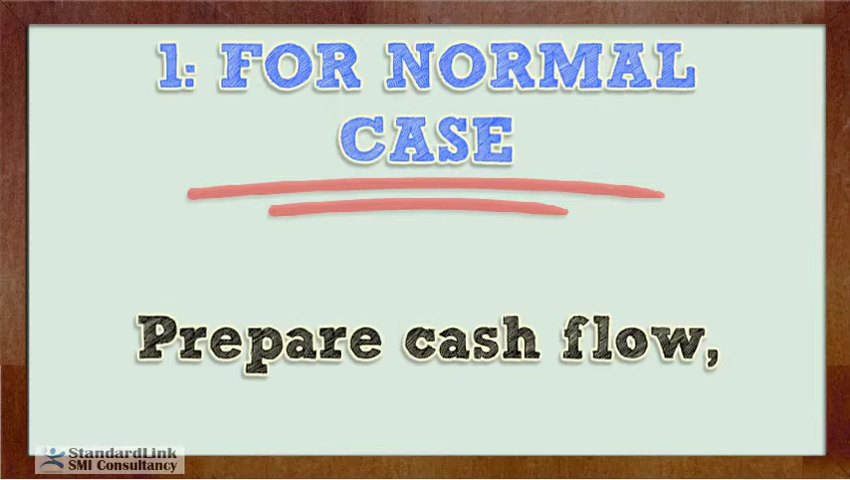 1: FOR NORMAL
CASE
Prepare cash flow,
StandardLink
SMI Consultancy